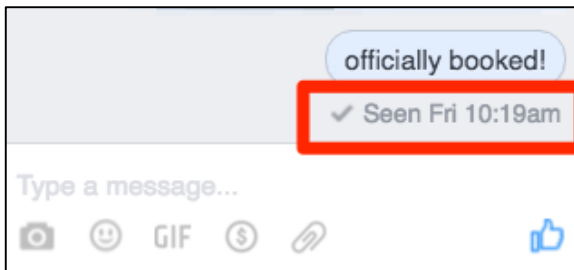 officially booked!
✓ Seen Fri 10:19am
Type a message...
GIF